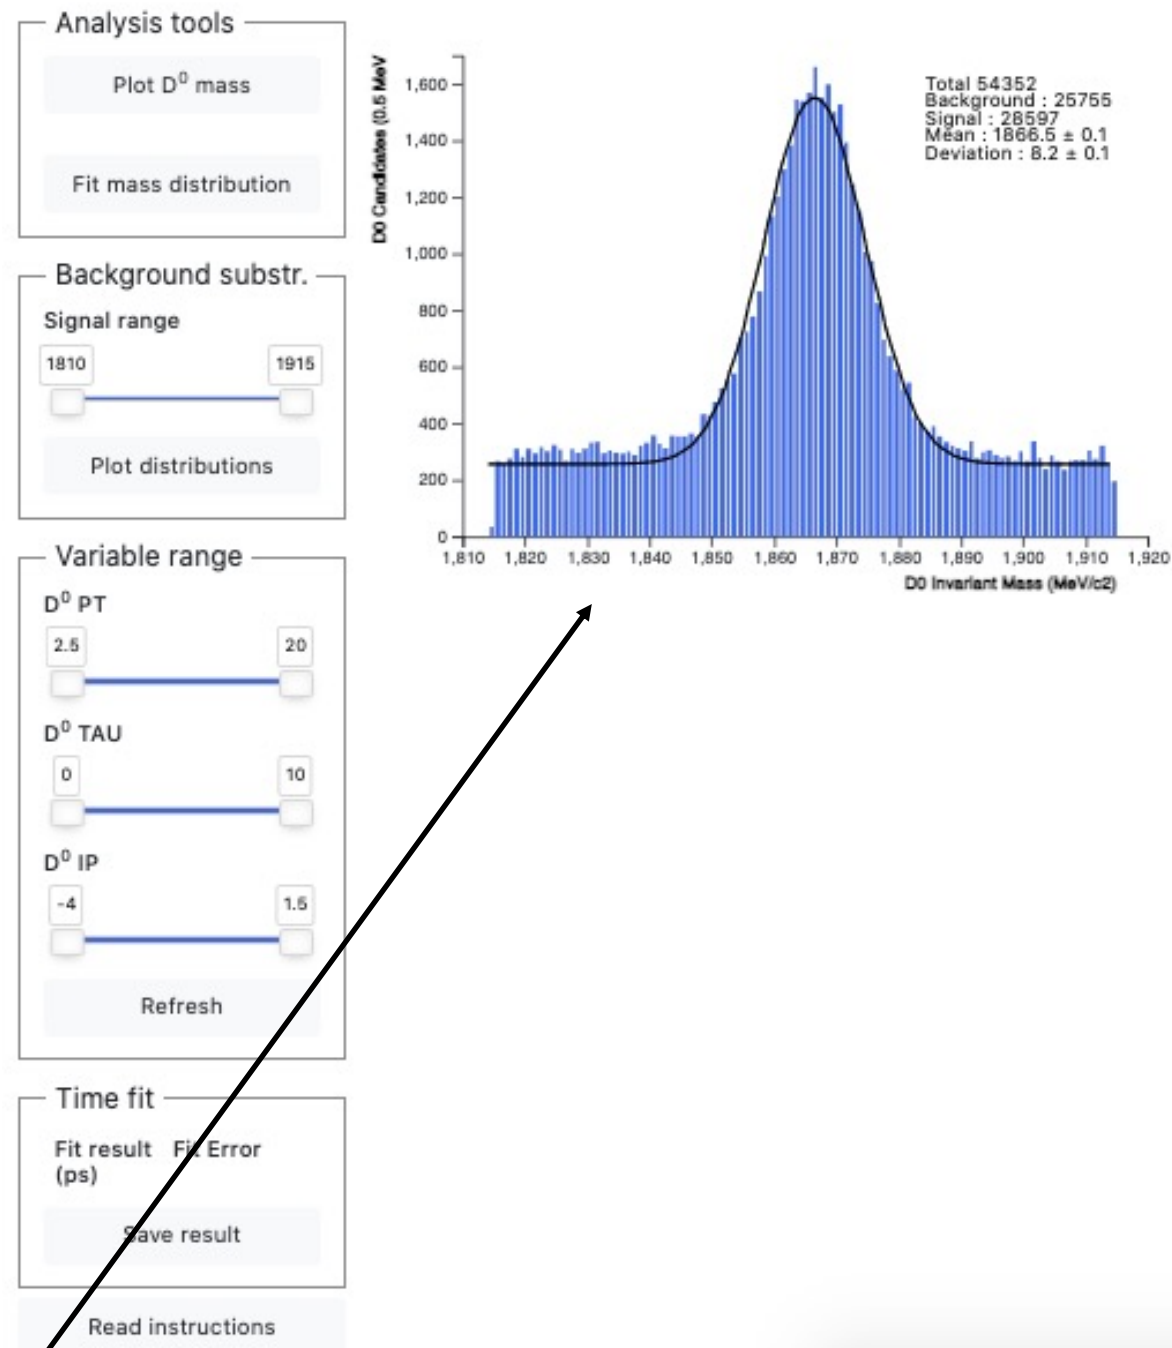 Analysis tools
Plot D⁰ mass
Fit mass distribution
Background substr.
Signal range
1810
1915
Plot distributions
Variable range
D⁰ PT
2.5
20
D⁰ TAU
0
10
D⁰ IP
-4
1.5
Refresh
Time fit
Fit result Fit Error
(ps)
Save result
Read instructions
D0 Candidates (0.5 MeV
1,600
1,400
1,200
1,000
800
600
400
200
0
1,810 1,820 1,830 1,840 1,850 1,860 1,870 1,880 1,890 1,900 1,910 1,920
D0 Invariant Mass (MeV/c2)
Total 54352
Background : 25755
Signal : 28597
Mean : 1866.5 ± 0.1
Deviation : 8.2 ± 0.1